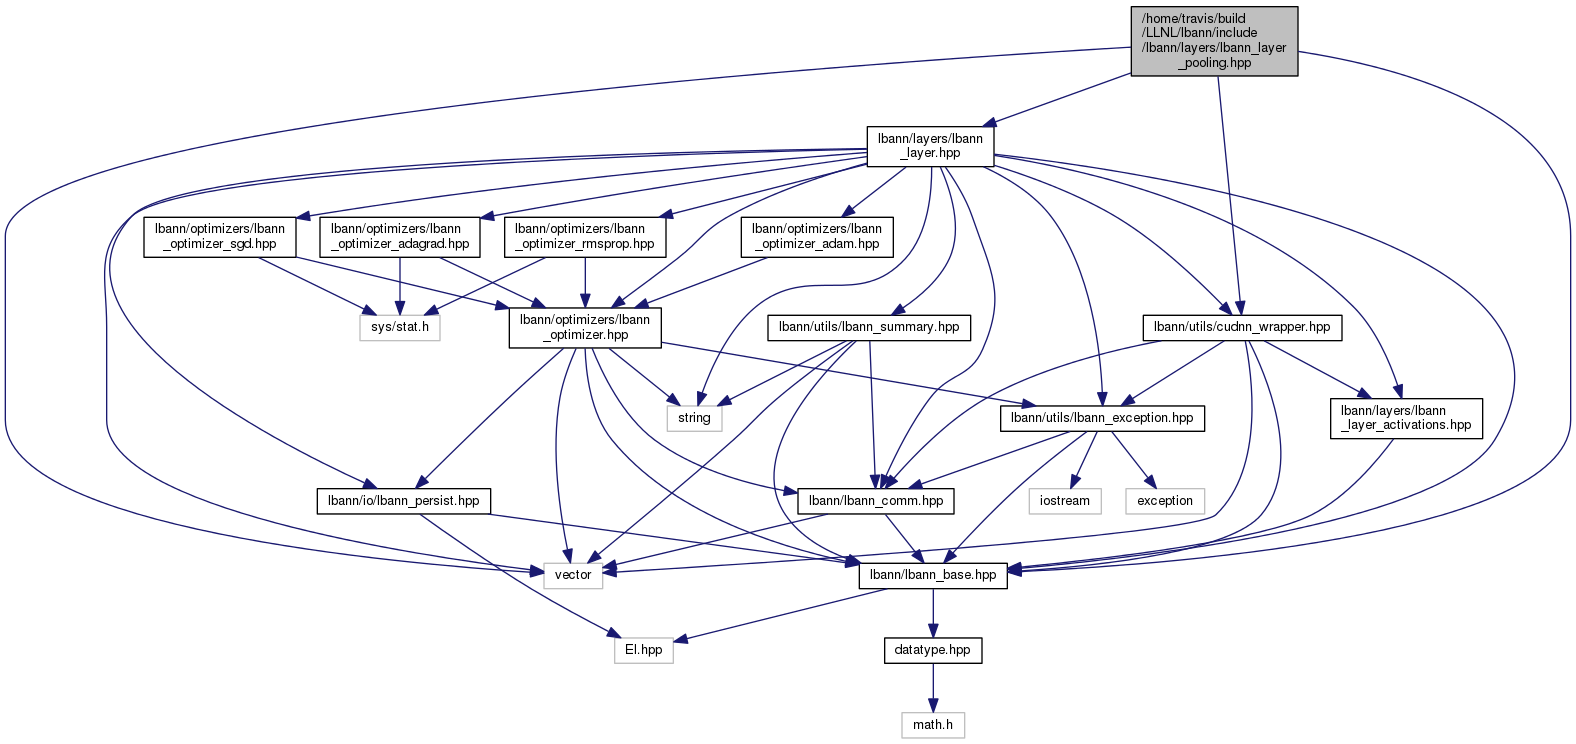 /home/travis/build
/LLNL/lbann/include
/lbann/layers/lbann_layer
_pooling.hpp
lbann/layers/lbann
_layer.hpp
lbann/optimizers/lbann
_optimizer_sgd.hpp
lbann/optimizers/lbann
_optimizer_adagrad.hpp
lbann/optimizers/lbann
_optimizer_rmsprop.hpp
lbann/optimizers/lbann
_optimizer_adam.hpp
sys/stat.h
lbann/optimizers/lbann
_optimizer.hpp
lbann/utils/lbann_summary.hpp
lbann/utils/cudnn_wrapper.hpp
string
lbann/utils/lbann_exception.hpp
lbann/layers/lbann
_layer_activations.hpp
lbann/io/lbann_persist.hpp
lbann/lbann_comm.hpp
iostream
exception
vector
lbann/lbann_base.hpp
El.hpp
datatype.hpp
math.h